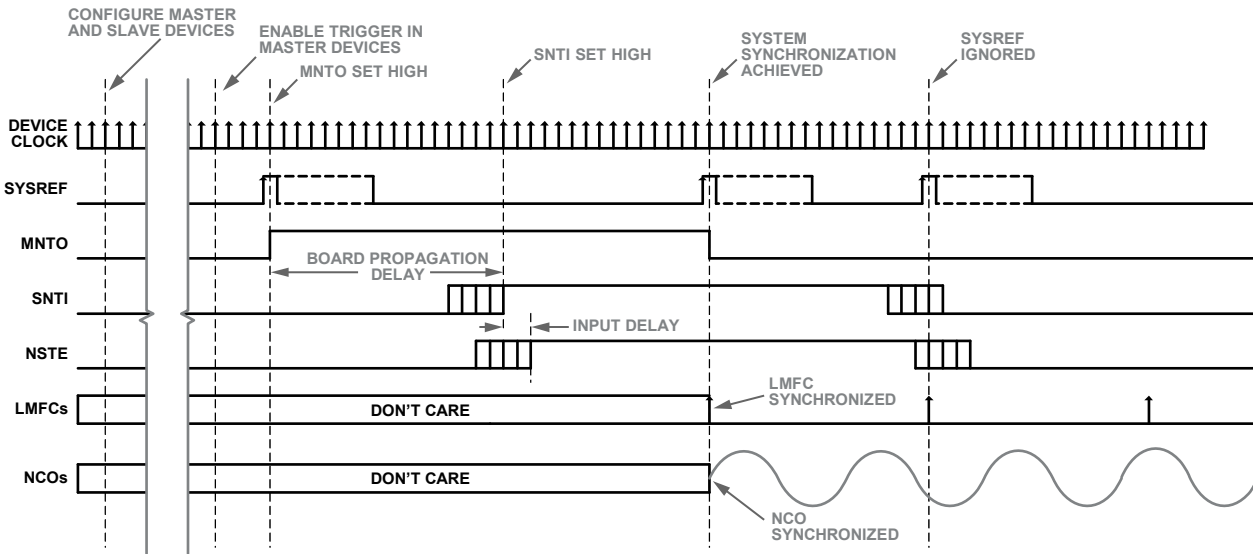 CONFIGURE MASTER
AND SLAVE DEVICES
ENABLE TRIGGER IN
MASTER DEVICES
MNTO SET HIGH
SNTI SET HIGH
SYSTEM
SYNCHRONIZATION
ACHIEVED
SYSREF
IGNORED
DEVICE
CLOCK
SYSREF
MNTO
BOARD PROPAGATION
DELAY
SNTI
INPUT DELAY
NSTE
LMFCs
DON'T CARE
LMFC
SYNCHRONIZED
NCOs
DON'T CARE
NCO
SYNCHRONIZED